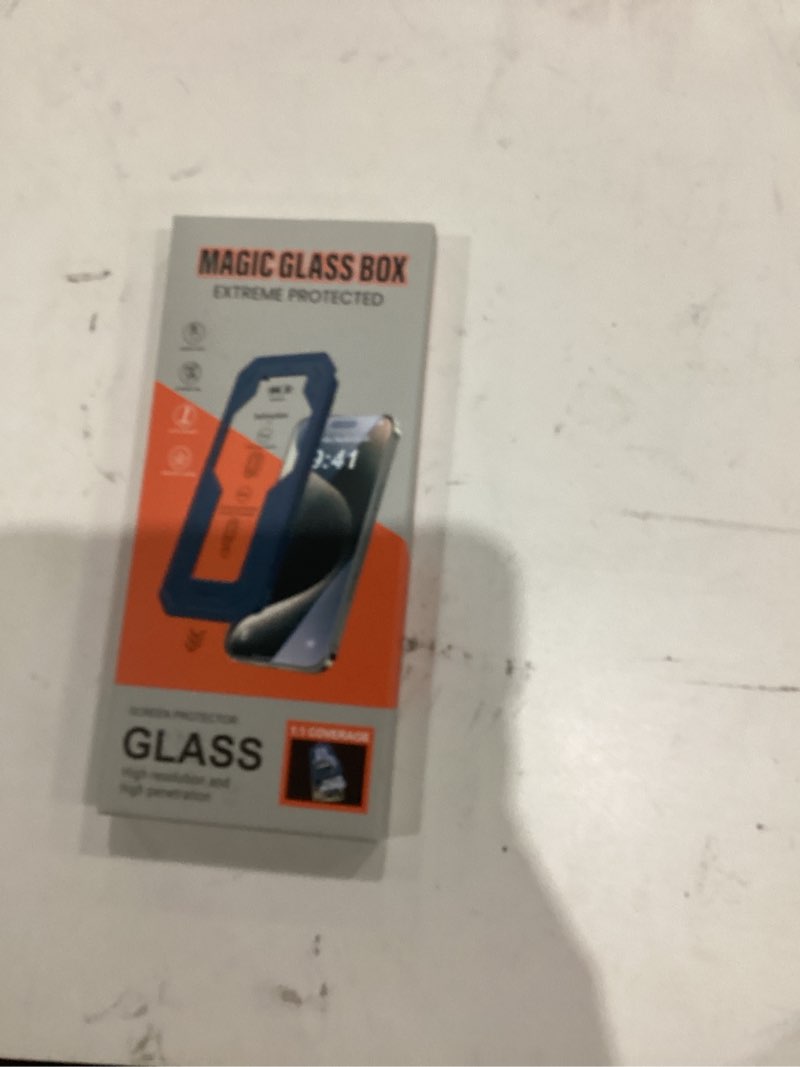 MAGIC GLASS BOX
EXTREME PROTECTED
9:41
SCREEN PROTECTOR
GLASS
High resolution and
high penetration
1:1 COVERAGE